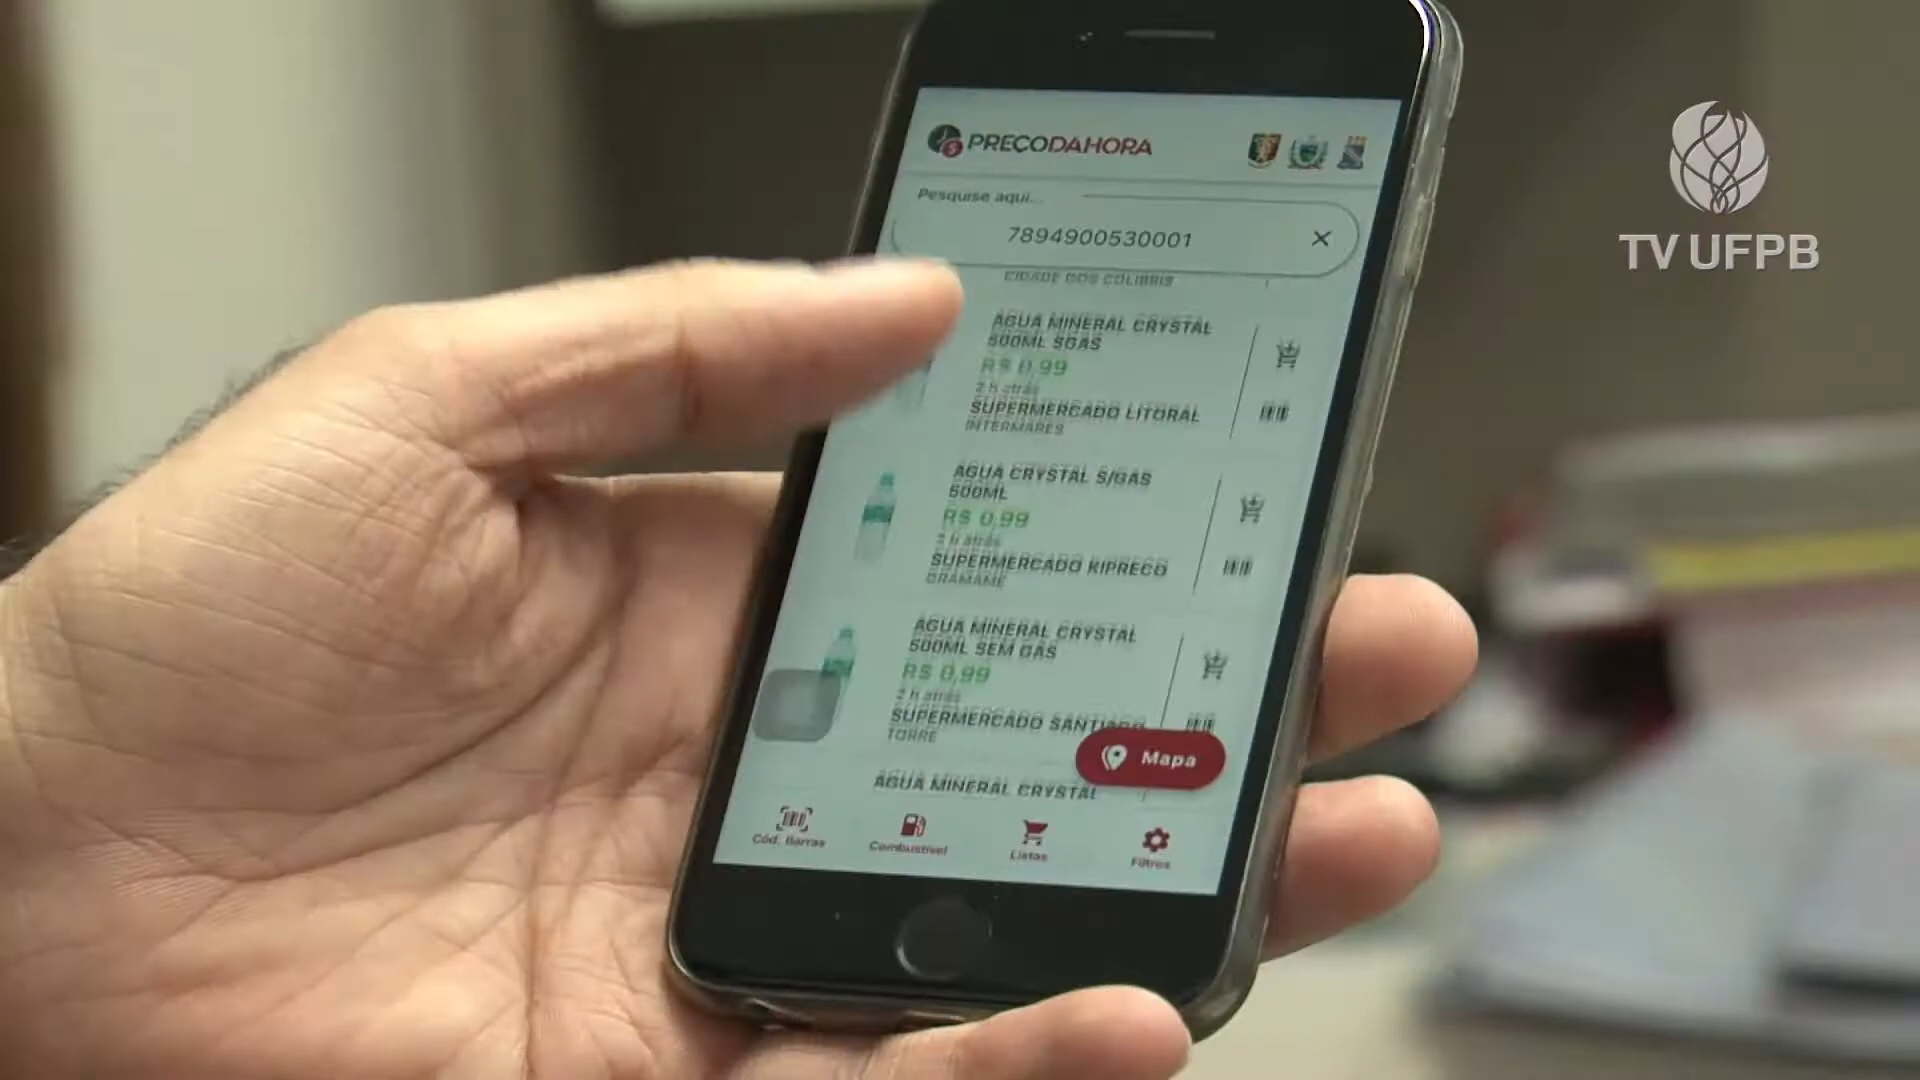 PREÇODAHORA
Pesquise aqui...
7894900530001
CIDADE DOS COLIBRIS
AGUA MINERAL CRYSTAL
500ML SGAS
R$ 0,99
2 h atrás
SUPERMERCADO LITORAL
INTERMARES
AGUA CRYSTAL S/GAS
500ML
R$ 0,99
2 h atrás
SUPERMERCADO KIPRECO
GRAMAME
AGUA MINERAL CRYSTAL
500ML SEM GAS
R$ 0,99
2 h atrás
SUPERMERCADO SANTIAGO
TORRE
Mapa
AGUA MINERAL CRYSTAL
Cód. Barras
Combustível
Listas
Filtros
TV UFPB